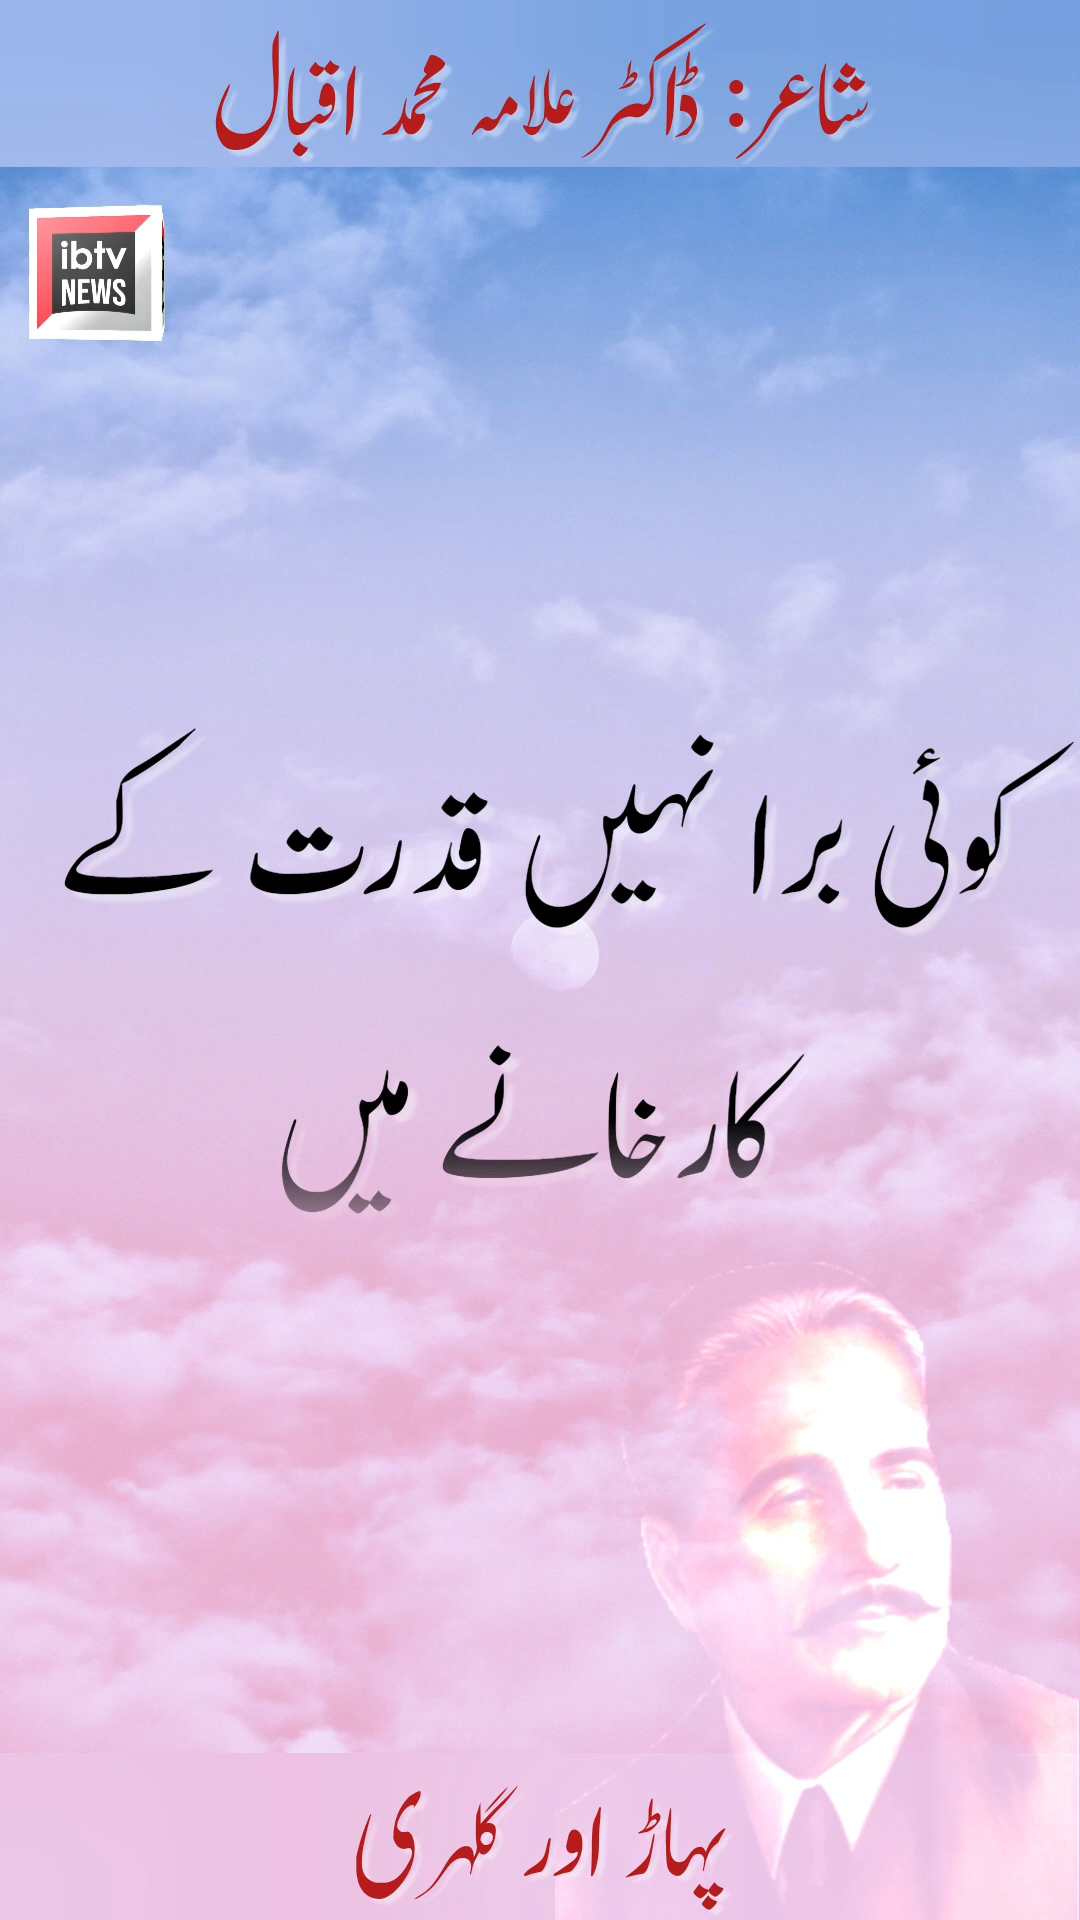 شاعر: ڈاکٹر علامہ محمد اقبال
ibtv
NEWS
کوئی برا نہیں قدرت کے
کارخانے میں
پہاڑ اور گلہری